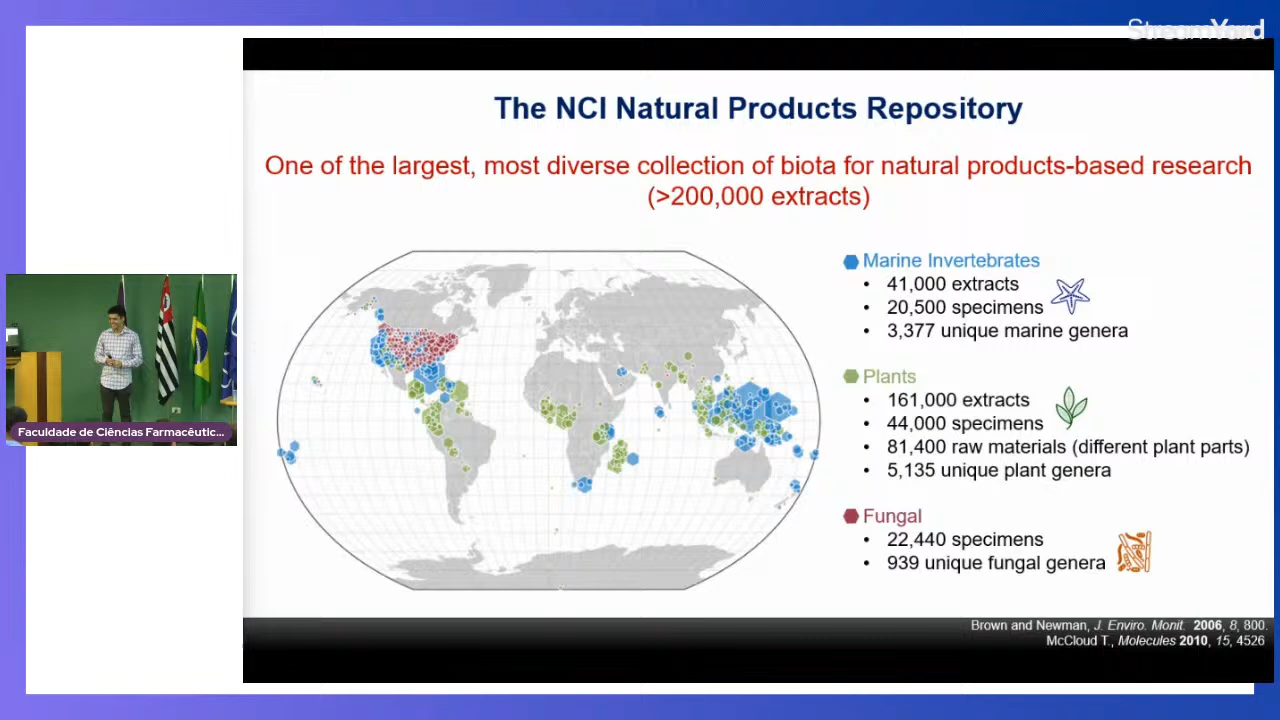 StreamYard
The NCI Natural Products Repository
One of the largest, most diverse collection of biota for natural products-based research
(>200,000 extracts)
Marine Invertebrates
• 41,000 extracts
• 20,500 specimens
• 3,377 unique marine genera
Plants
• 161,000 extracts
• 44,000 specimens
• 81,400 raw materials (different plant parts)
• 5,135 unique plant genera
Fungal
• 22,440 specimens
• 939 unique fungal genera
Faculdade de Ciências Farmacêutic...
Brown and Newman, J. Enviro. Monit. 2006, 8, 800.
McCloud T., Molecules 2010, 15, 4526